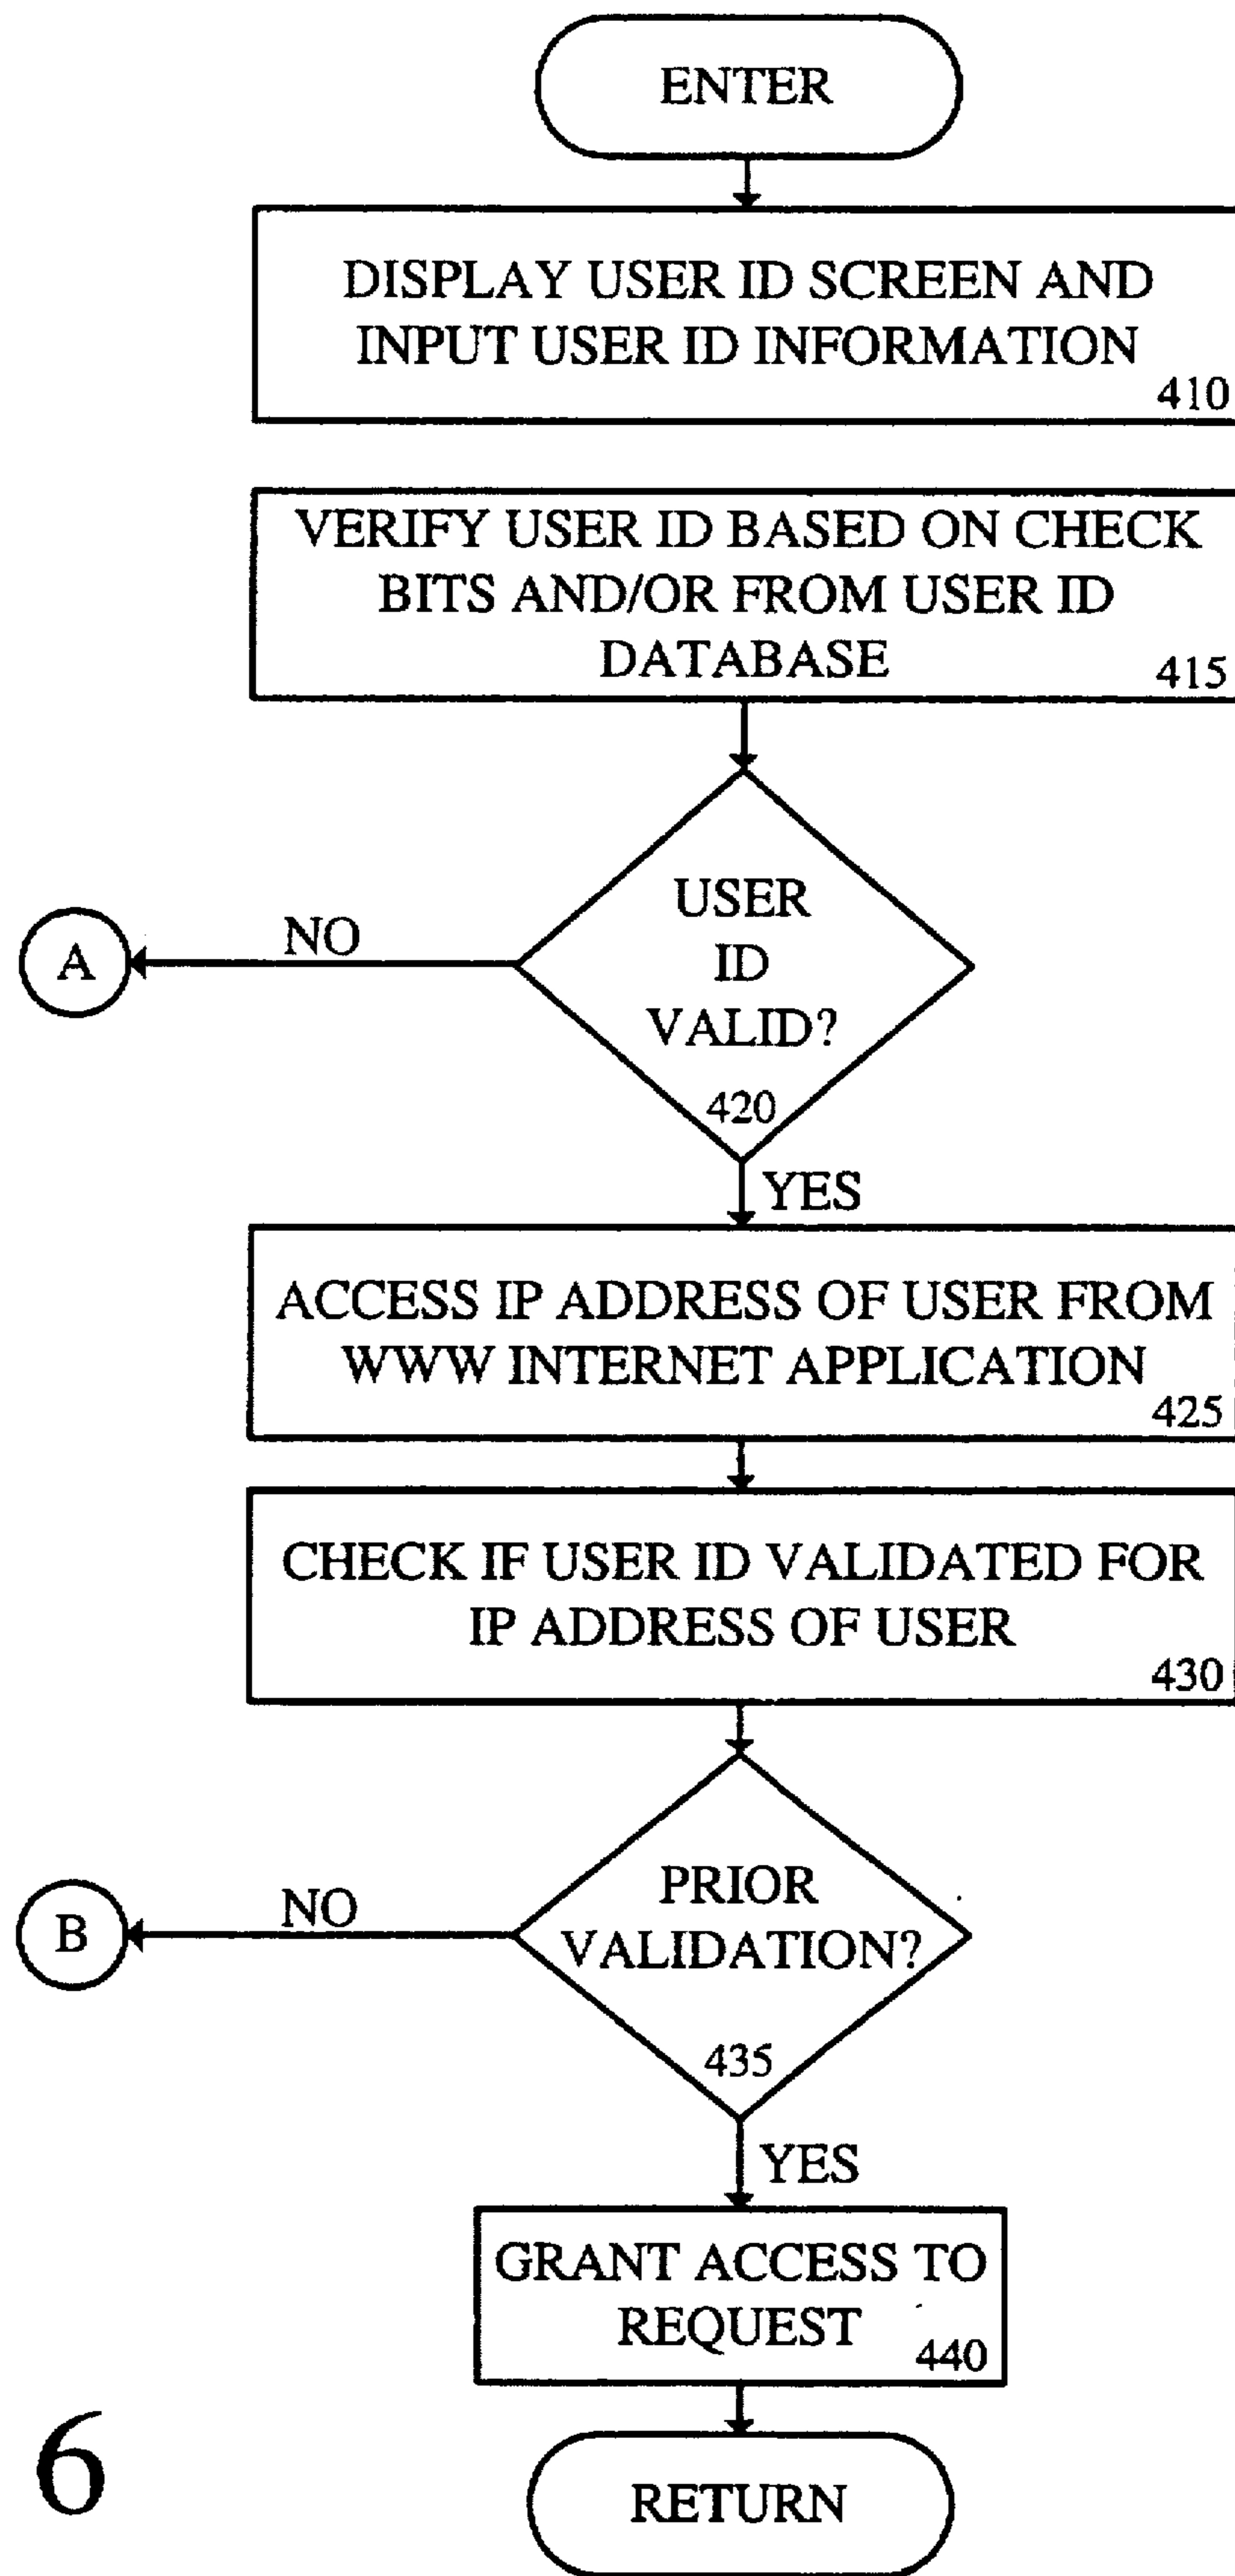 ENTER
DISPLAY USER ID SCREEN AND
INPUT USER ID INFORMATION
410
VERIFY USER ID BASED ON CHECK
BITS AND/OR FROM USER ID
DATABASE
415
USER
ID
VALID?
420
NO
A
YES
ACCESS IP ADDRESS OF USER FROM
WWW INTERNET APPLICATION
425
CHECK IF USER ID VALIDATED FOR
IP ADDRESS OF USER
430
PRIOR
VALIDATION?
435
NO
B
YES
GRANT ACCESS TO
REQUEST
440
RETURN
6